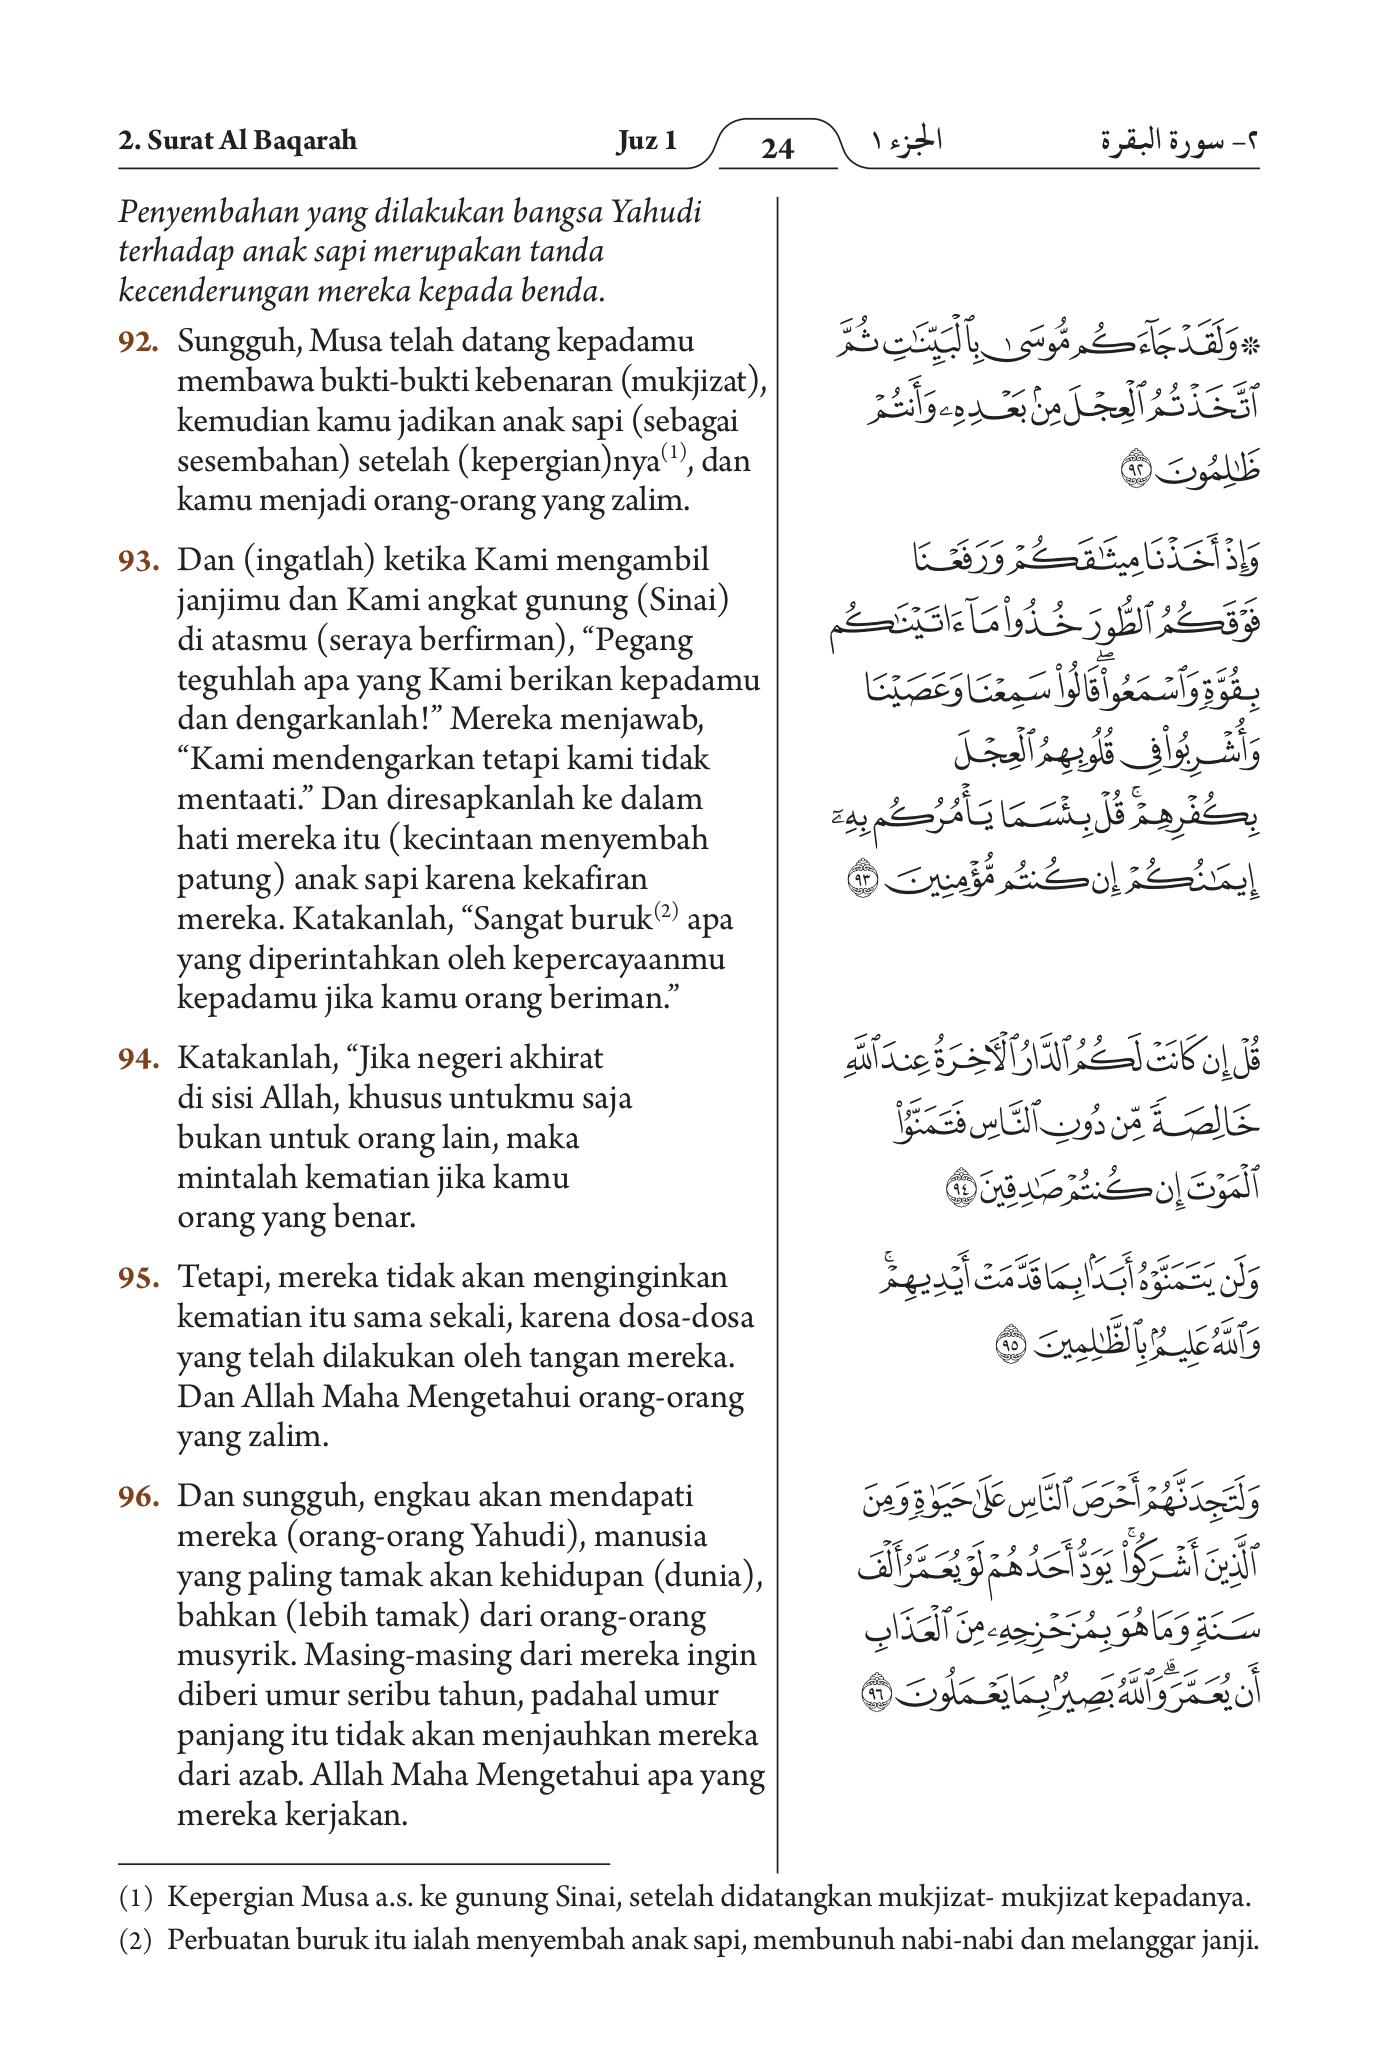 2. Surat Al Baqarah
Juz 1
24
الجزء ١
٢- سورة البقرة
Penyembahan yang dilakukan bangsa Yahudi
terhadap anak sapi merupakan tanda
kecenderungan mereka kepada benda.
92. Sungguh, Musa telah datang kepadamu
membawa bukti-bukti kebenaran (mukjizat),
kemudian kamu jadikan anak sapi (sebagai
sesembahan) setelah (kepergian)nya(1), dan
kamu menjadi orang-orang yang zalim.
93. Dan (ingatlah) ketika Kami mengambil
janjimu dan Kami angkat gunung (Sinai)
di atasmu (seraya berfirman), “Pegang
teguhlah apa yang Kami berikan kepadamu
dan dengarkanlah!” Mereka menjawab,
“Kami mendengarkan tetapi kami tidak
mentaati.” Dan diresapkanlah ke dalam
hati mereka itu (kecintaan menyembah
patung) anak sapi karena kekafiran
mereka. Katakanlah, “Sangat buruk(2) apa
yang diperintahkan oleh kepercayaanmu
kepadamu jika kamu orang beriman.”
94. Katakanlah, “Jika negeri akhirat
di sisi Allah, khusus untukmu saja
bukan untuk orang lain, maka
mintalah kematian jika kamu
orang yang benar.
95. Tetapi, mereka tidak akan menginginkan
kematian itu sama sekali, karena dosa-dosa
yang telah dilakukan oleh tangan mereka.
Dan Allah Maha Mengetahui orang-orang
yang zalim.
96. Dan sungguh, engkau akan mendapati
mereka (orang-orang Yahudi), manusia
yang paling tamak akan kehidupan (dunia),
bahkan (lebih tamak) dari orang-orang
musyrik. Masing-masing dari mereka ingin
diberi umur seribu tahun, padahal umur
panjang itu tidak akan menjauhkan mereka
dari azab. Allah Maha Mengetahui apa yang
mereka kerjakan.
۞ وَلَقَدْ جَآءَكُم مُّوسَىٰ بِٱلْبَيِّنَٰتِ ثُمَّ
ٱتَّخَذْتُمُ ٱلْعِجْلَ مِنۢ بَعْدِهِۦ وَأَنتُمْ
ظَٰلِمُونَ ٩٢
وَإِذْ أَخَذْنَا مِيثَٰقَكُمْ وَرَفَعْنَا
فَوْقَكُمُ ٱلطُّورَ خُذُوا۟ مَآ ءَاتَيْنَٰكُم
بِقُوَّةٍ وَٱسْمَعُوا۟ۖ قَالُوا۟ سَمِعْنَا وَعَصَيْنَا
وَأُشْرِبُوا۟ فِى قُلُوبِهِمُ ٱلْعِجْلَ
بِكُفْرِهِمْۚ قُلْ بِئْسَمَا يَأْمُرُكُم بِهِۦٓ
إِيمَٰنُكُمْ إِن كُنتُم مُّؤْمِنِينَ ٩٣
قُلْ إِن كَانَتْ لَكُمُ ٱلدَّارُ ٱلْأَخِرَةُ عِندَ ٱللَّهِ
خَالِصَةً مِّن دُونِ ٱلنَّاسِ فَتَمَنَّوُا۟
ٱلْمَوْتَ إِن كُنتُمْ صَٰدِقِينَ ٩٤
وَلَن يَتَمَنَّوْهُ أَبَدًۢا بِمَا قَدَّمَتْ أَيْدِيهِمْۚ
وَٱللَّهُ عَلِيمٌۢ بِٱلظَّٰلِمِينَ ٩٥
وَلَتَجِدَنَّهُمْ أَحْرَصَ ٱلنَّاسِ عَلَىٰ حَيَوٰةٍ وَمِنَ
ٱلَّذِينَ أَشْرَكُوا۟ۚ يَوَدُّ أَحَدُهُمْ لَوْ يُعَمَّرُ أَلْفَ
سَنَةٍ وَمَا هُوَ بِمُزَحْزِحِهِۦ مِنَ ٱلْعَذَابِ
أَن يُعَمَّرَۗ وَٱللَّهُ بَصِيرٌۢ بِمَا يَعْمَلُونَ ٩٦
(1) Kepergian Musa a.s. ke gunung Sinai, setelah didatangkan mukjizat- mukjizat kepadanya.
(2) Perbuatan buruk itu ialah menyembah anak sapi, membunuh nabi-nabi dan melanggar janji.